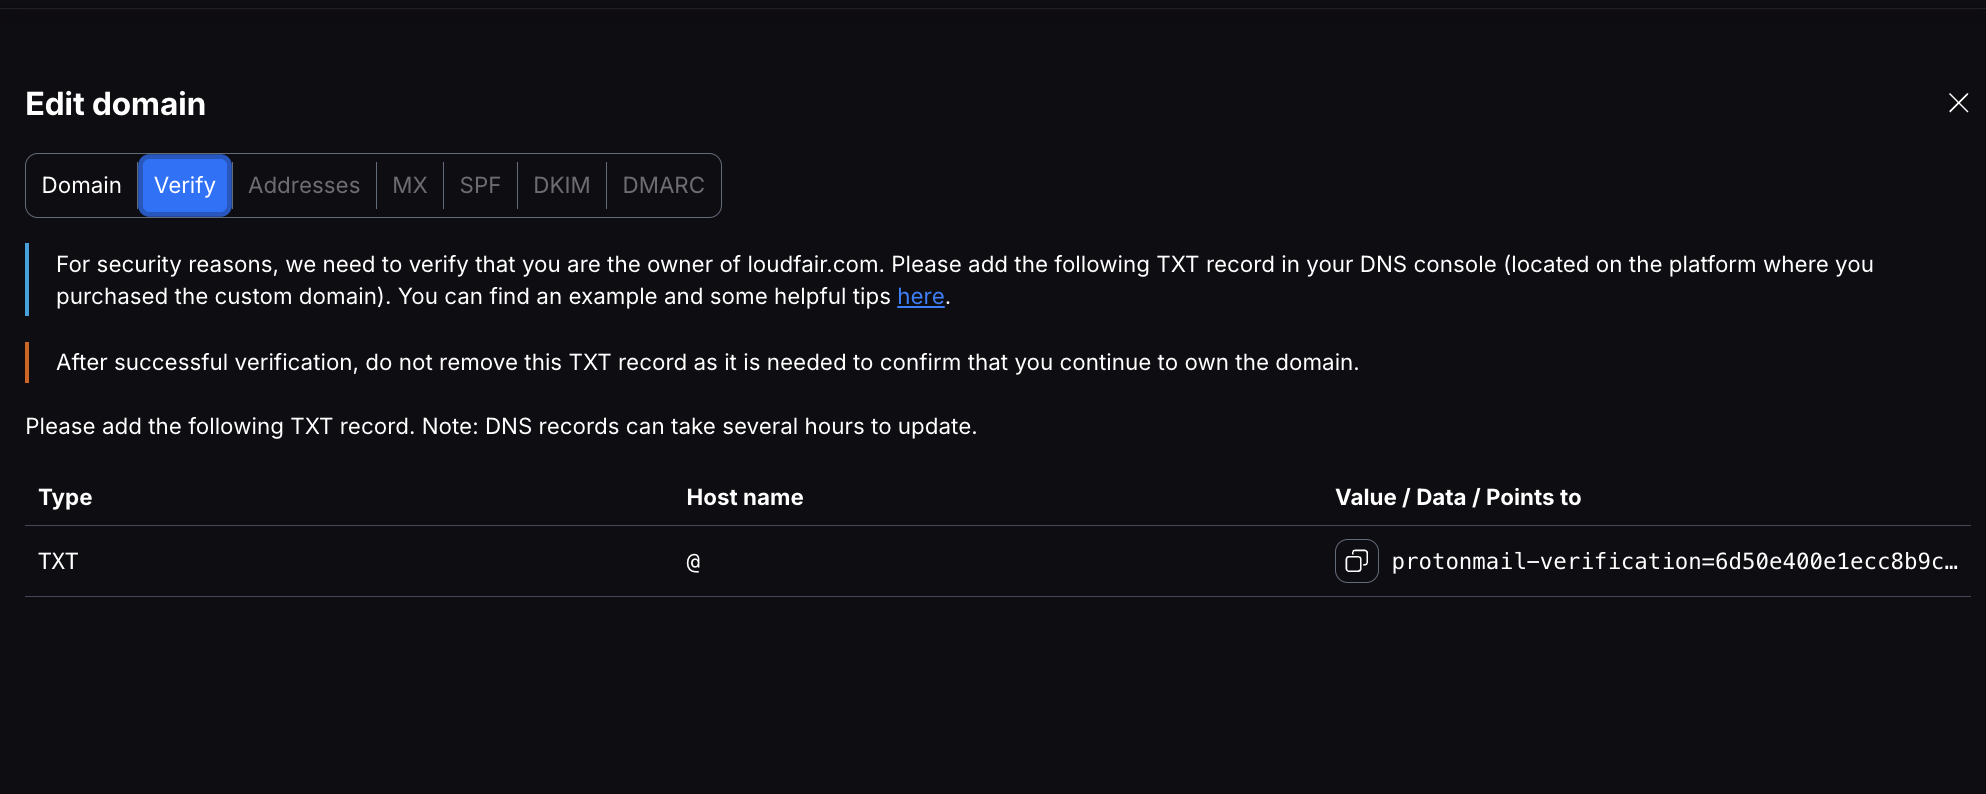 Edit domain
Domain
Verify
Addresses
MX
SPF
DKIM
DMARC
For security reasons, we need to verify that you are the owner of loudfair.com. Please add the following TXT record in your DNS console (located on the platform where you
purchased the custom domain). You can find an example and some helpful tips here.
After successful verification, do not remove this TXT record as it is needed to confirm that you continue to own the domain.
Please add the following TXT record. Note: DNS records can take several hours to update.
Type Host name Value / Data / Points to
TXT @ protonmail-verification=6d50e400e1ecc8b9c…